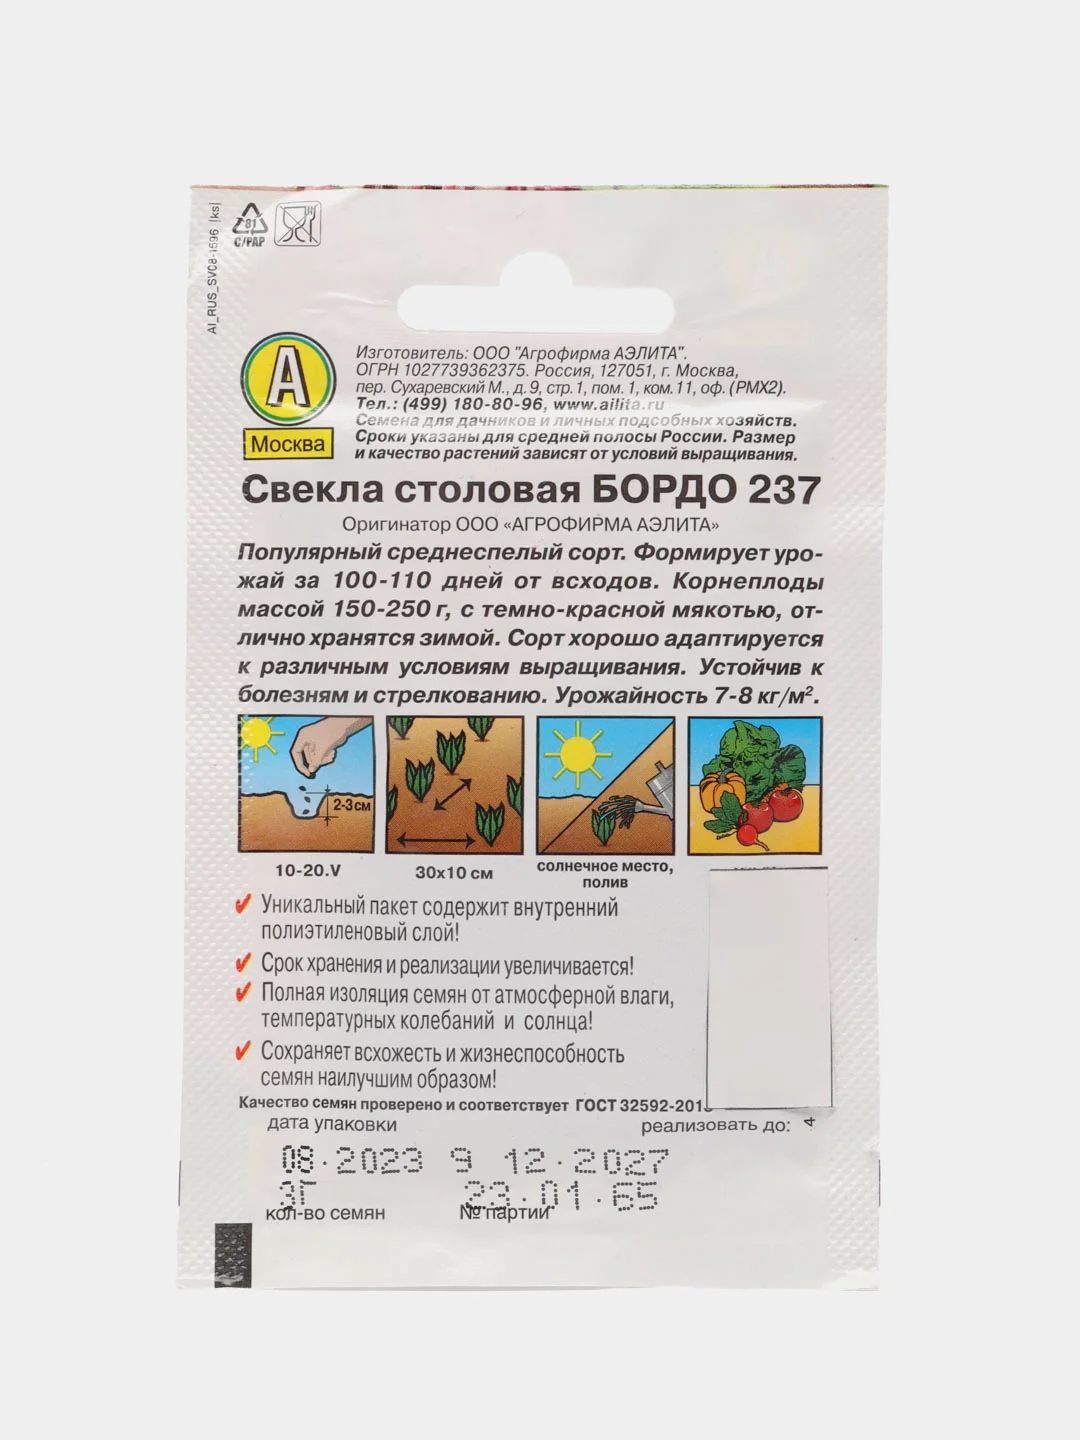 81
C/PAP
AI_RUS_SV08-1596 [ks]
A
Москва
Изготовитель: ООО "Агрофирма АЭЛИТА".
ОГРН 1027739362375. Россия, 127051, г. Москва,
пер. Сухаревский М., д. 9, стр. 1, пом. 1, ком. 11, оф. (РМХ2).
Тел.: (499) 180-80-96, www.ailita.ru
Семена для дачников и личных подсобных хозяйств.
Сроки указаны для средней полосы России. Размер
и качество растений зависят от условий выращивания.
Свекла столовая БОРДО 237
Оригинатор ООО «АГРОФИРМА АЭЛИТА»
Популярный среднеспелый сорт. Формирует уро-
жай за 100-110 дней от всходов. Корнеплоды
массой 150-250 г, с темно-красной мякотью, от-
лично хранятся зимой. Сорт хорошо адаптируется
к различным условиям выращивания. Устойчив к
болезням и стрелкованию. Урожайность 7-8 кг/м².
2-3 см
10-20.V
30х10 см
солнечное место,
полив
Уникальный пакет содержит внутренний
полиэтиленовый слой!
Срок хранения и реализации увеличивается!
Полная изоляция семян от атмосферной влаги,
температурных колебаний и солнца!
Сохраняет всхожесть и жизнеспособность
семян наилучшим образом!
Качество семян проверено и соответствует ГОСТ 32592-201
дата упаковки реализовать до: 4
08.2023 9 12.2027
3Г 23.01.65
кол-во семян № партии